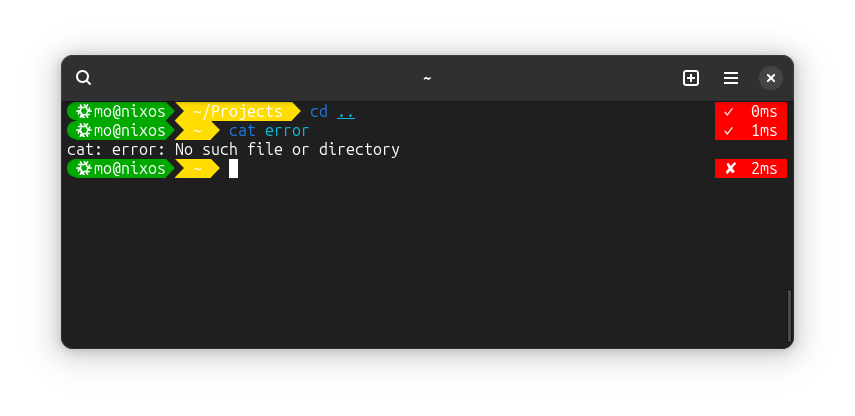 ~
mo@nixos ~/Projects cd .. ✓ 0ms
mo@nixos ~ cat error ✓ 1ms
cat: error: No such file or directory
mo@nixos ~ ✘ 2ms